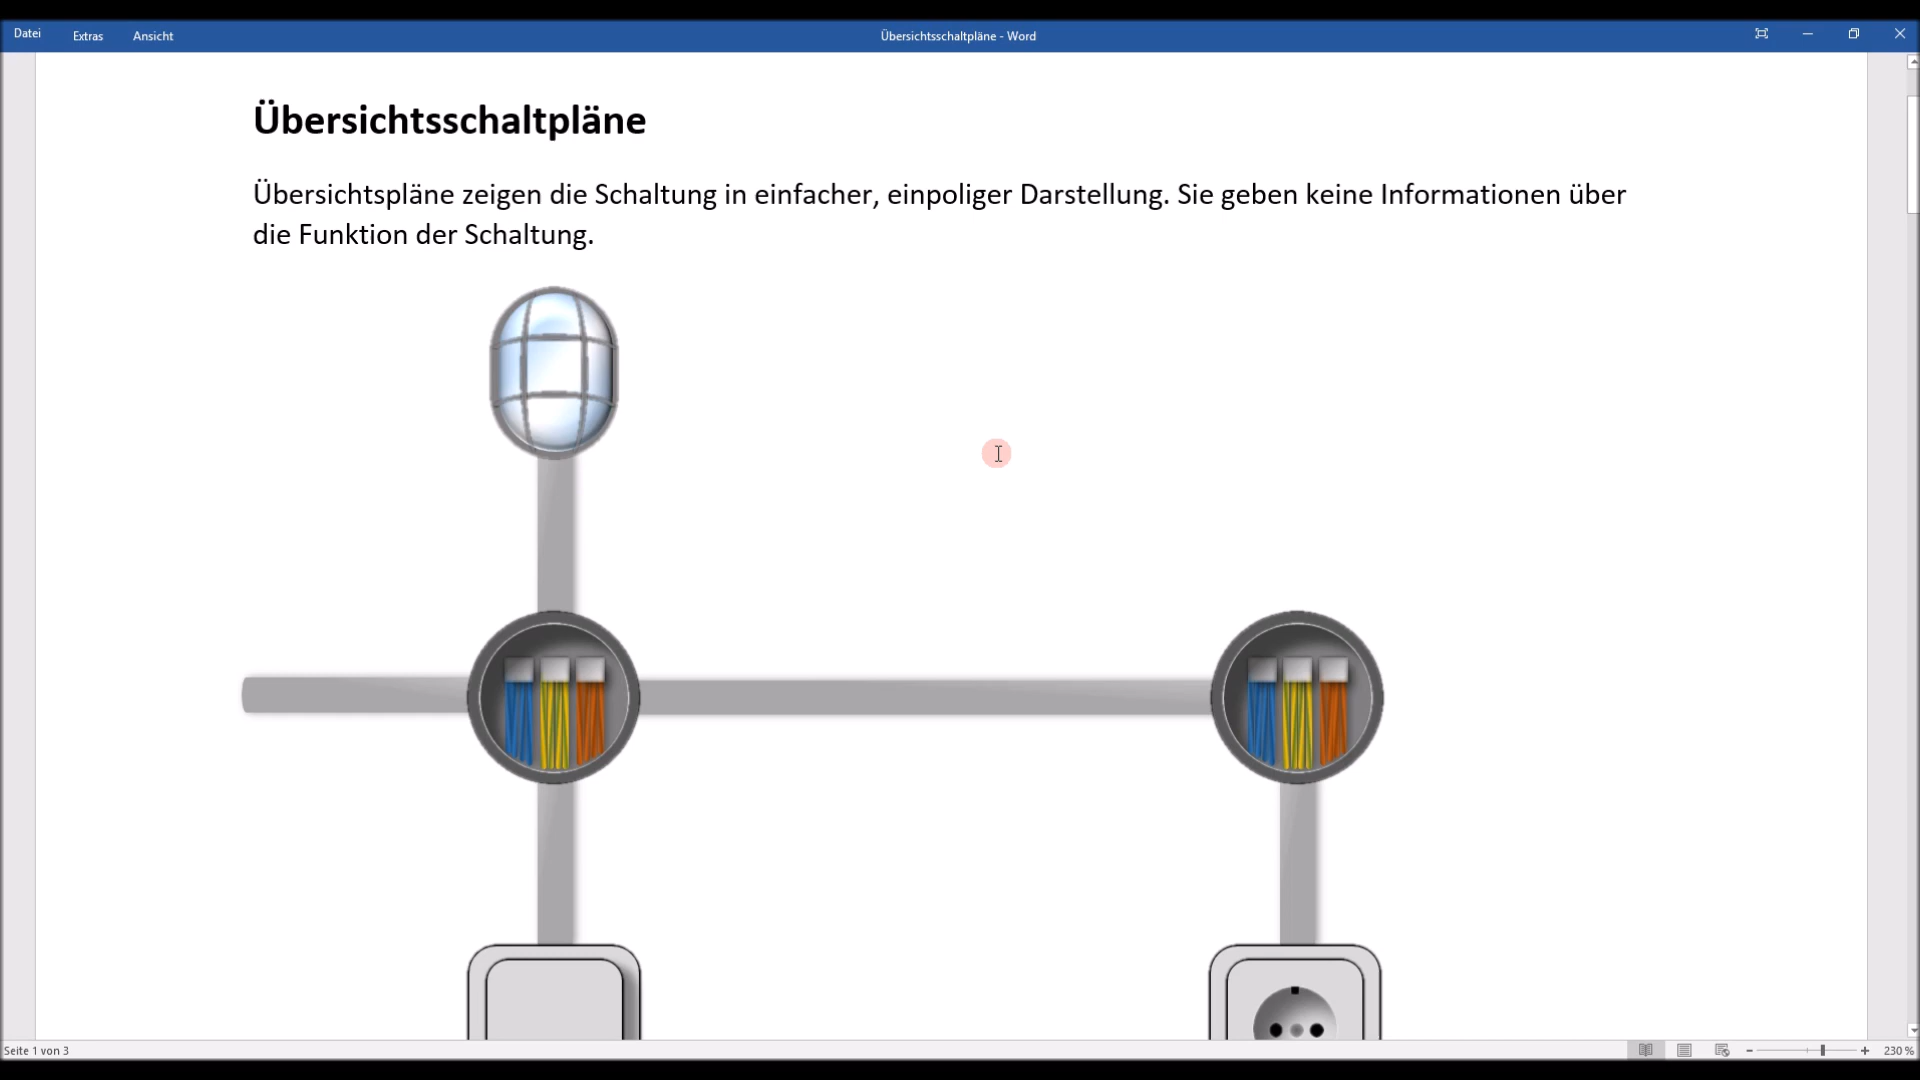 Datei Extras Ansicht Übersichtsschaltpläne - Word
Übersichtsschaltpläne
Übersichtspläne zeigen die Schaltung in einfacher, einpoliger Darstellung. Sie geben keine Informationen über
die Funktion der Schaltung.
Seite 1 von 3 230 %